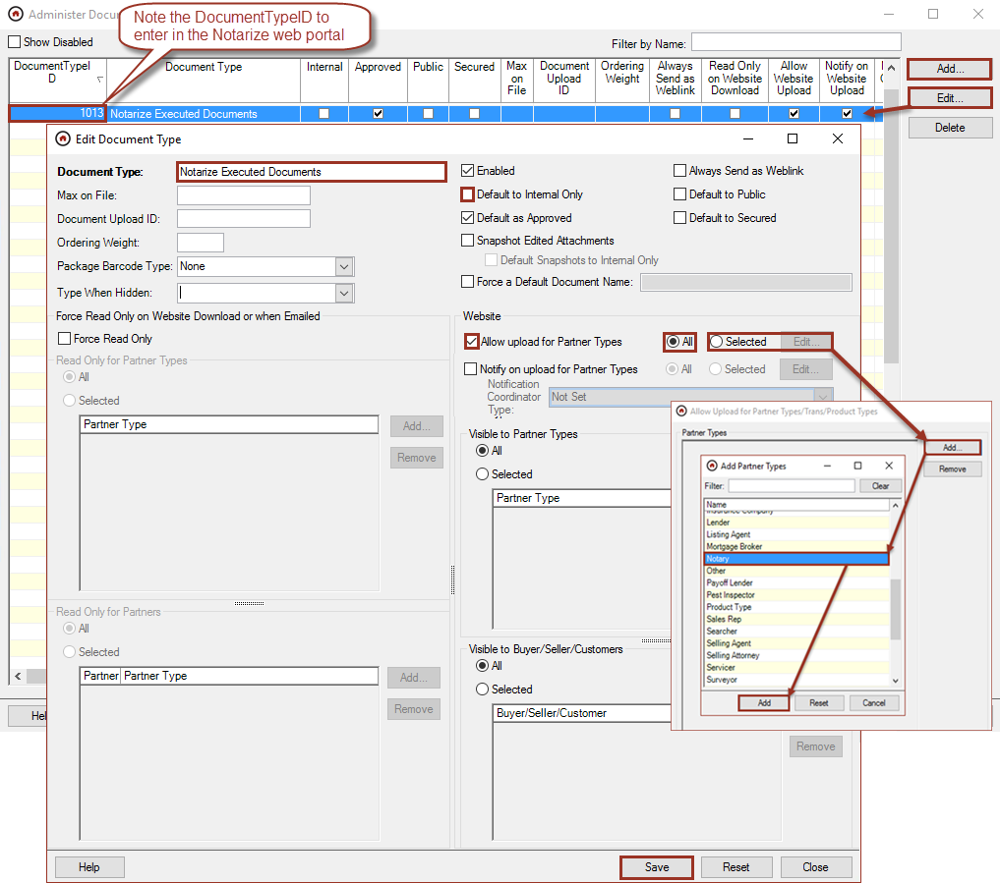 Administer Docu
Note the DocumentTypeID to
enter in the Notarize web portal
Show Disabled
Filter by Name:
DocumentTypeI
D
Document Type
Internal
Approved
Public
Secured
Max
on
File
Document
Upload
ID
Ordering
Weight
Always
Send as
Weblink
Read Only
on Website
Download
Allow
Website
Upload
Notify on
Website
Upload
Add...
Edit...
Delete
1013 Notarize Executed Documents
Edit Document Type
Document Type: Notarize Executed Documents
Max on File:
Document Upload ID:
Ordering Weight:
Package Barcode Type: None
Type When Hidden:
Enabled
Always Send as Weblink
Default to Internal Only
Default to Public
Default as Approved
Default to Secured
Snapshot Edited Attachments
Default Snapshots to Internal Only
Force a Default Document Name:
Force Read Only on Website Download or when Emailed
Force Read Only
Read Only for Partner Types
All
Selected
Partner Type
Add...
Remove
Read Only for Partners
All
Selected
Partner Partner Type
Add...
Remove
Website
Allow upload for Partner Types All Selected Edit...
Notify on upload for Partner Types All Selected Edit...
Notification
Coordinator
Type:
Not Set
Visible to Partner Types
All
Selected
Partner Type
Visible to Buyer/Seller/Customers
All
Selected
Buyer/Seller/Customer
Remove
Allow Upload for Partner Types/Trans/Product Types
Partner Types
Add...
Remove
Add Partner Types
Filter: Clear
Name
Insurance Company
Lender
Listing Agent
Mortgage Broker
Notary
Other
Payoff Lender
Pest Inspector
Product Type
Sales Rep
Searcher
Selling Agent
Selling Attorney
Servicer
Surveyor
Add Reset Cancel
Hel
Help
Save Reset Close